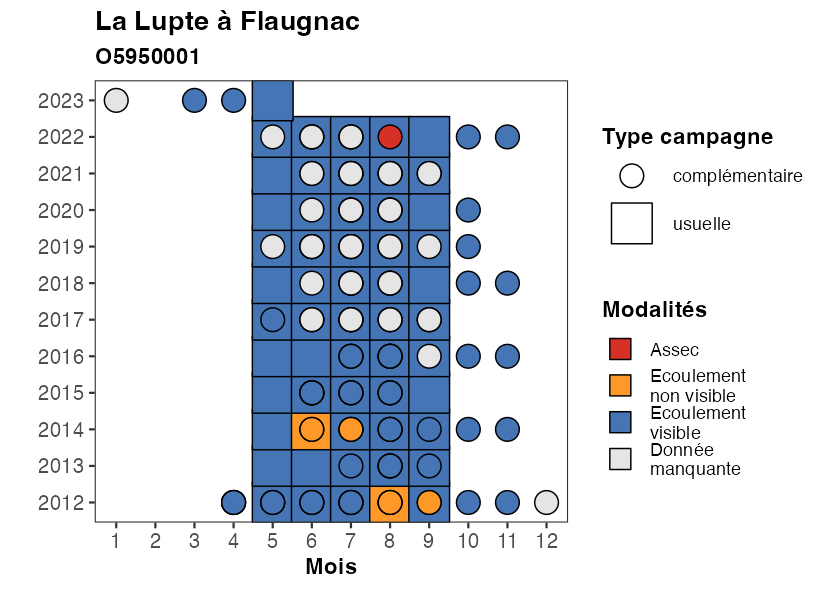 La Lupte à Flaugnac
O5950001
2023
2022
2021
2020
2019
2018
2017
2016
2015
2014
2013
2012
1 2 3 4 5 6 7 8 9 10 11 12
Mois
Type campagne
complémentaire
usuelle
Modalités
Assec
Ecoulement
non visible
Ecoulement
visible
Donnée
manquante